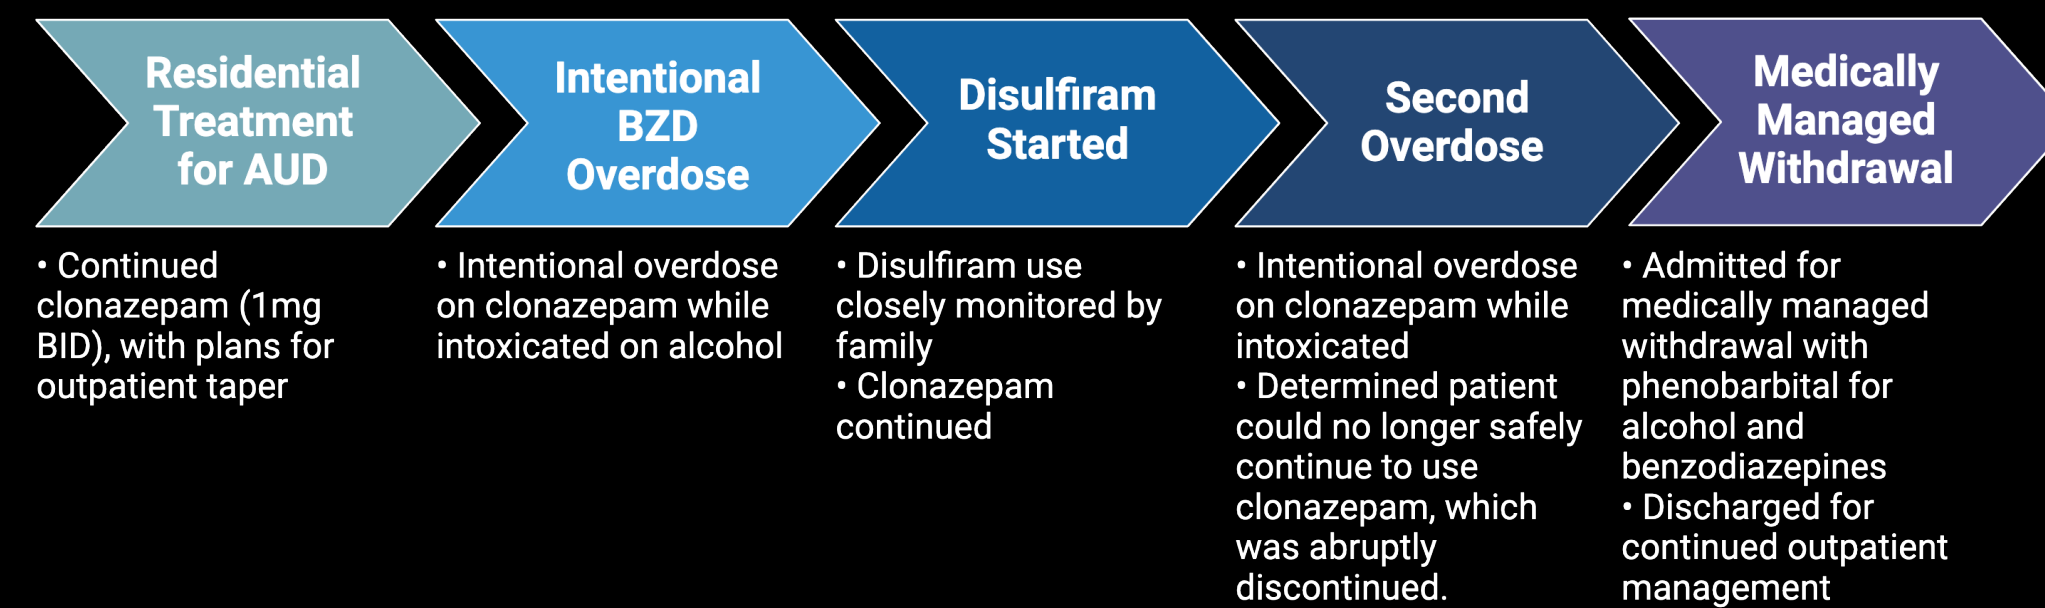 Residential
Treatment
for AUD
• Continued
clonazepam (1mg
BID), with plans for
outpatient taper
Intentional
BZD
Overdose
• Intentional overdose
on clonazepam while
intoxicated on alcohol
Disulfiram
Started
• Disulfiram use
closely monitored by
family
• Clonazepam
continued
Second
Overdose
• Intentional overdose
on clonazepam while
intoxicated
• Determined patient
could no longer safely
continue to use
clonazepam, which
was abruptly
discontinued.
Medically
Managed
Withdrawal
• Admitted for
medically managed
withdrawal with
phenobarbital for
alcohol and
benzodiazepines
• Discharged for
continued outpatient
management